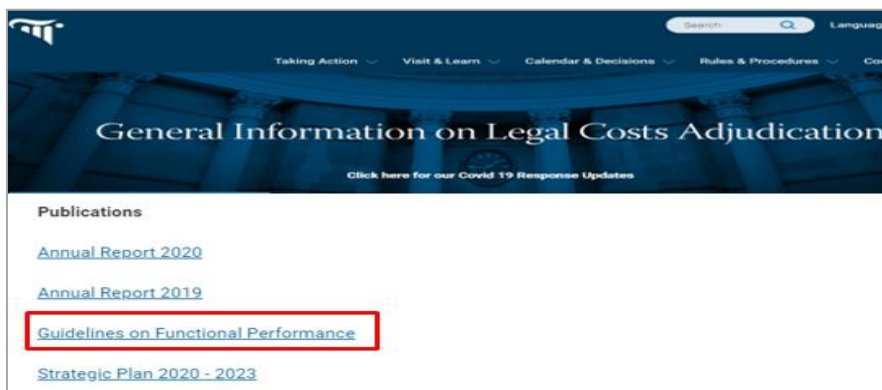 Search Languag
Taking Action Visit & Learn Calendar & Decisions Rules & Procedures Cou
General Information on Legal Costs Adjudication
Click here for our Covid 19 Response Updates
Publications
Annual Report 2020
Annual Report 2019
Guidelines on Functional Performance
Strategic Plan 2020 - 2023